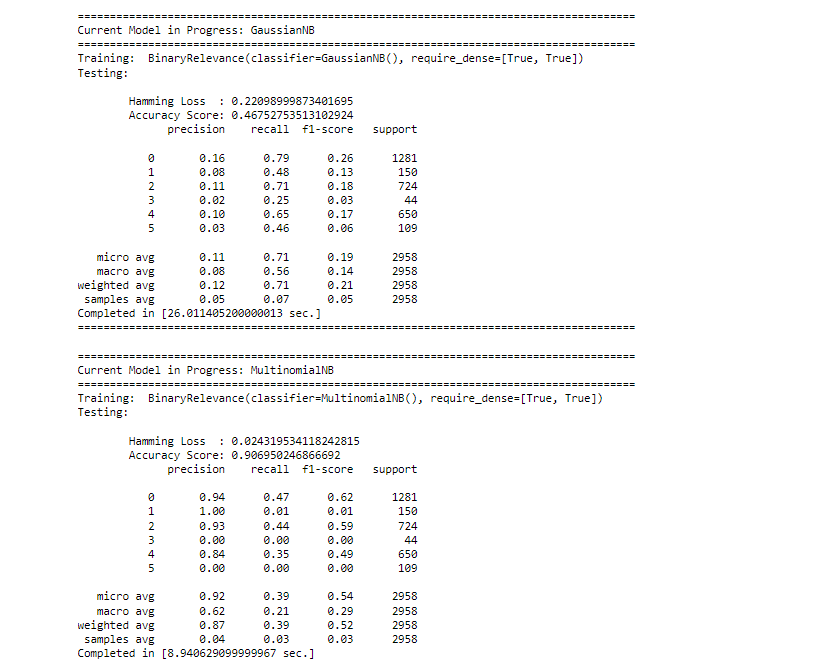 =======================================================================================
Current Model in Progress: GaussianNB
=======================================================================================
Training:  BinaryRelevance(classifier=GaussianNB(), require_dense=[True, True])
Testing:
Hamming Loss  : 0.22098999873401695
Accuracy Score: 0.46752753513102924
precision    recall  f1-score   support
0       0.16      0.79      0.26      1281
1       0.08      0.48      0.13       150
2       0.11      0.71      0.18       724
3       0.02      0.25      0.03        44
4       0.10      0.65      0.17       650
5       0.03      0.46      0.06       109
micro avg       0.11      0.71      0.19      2958
macro avg       0.08      0.56      0.14      2958
weighted avg       0.12      0.71      0.21      2958
samples avg       0.05      0.07      0.05      2958
Completed in [26.011405200000013 sec.]
=======================================================================================
=======================================================================================
Current Model in Progress: MultinomialNB
=======================================================================================
Training:  BinaryRelevance(classifier=MultinomialNB(), require_dense=[True, True])
Testing:
Hamming Loss  : 0.024319534118242815
Accuracy Score: 0.906950246866692
precision    recall  f1-score   support
0       0.94      0.47      0.62      1281
1       1.00      0.01      0.01       150
2       0.93      0.44      0.59       724
3       0.00      0.00      0.00        44
4       0.84      0.35      0.49       650
5       0.00      0.00      0.00       109
micro avg       0.92      0.39      0.54      2958
macro avg       0.62      0.21      0.29      2958
weighted avg       0.87      0.39      0.52      2958
samples avg       0.04      0.03      0.03      2958
Completed in [8.940629099999967 sec.]